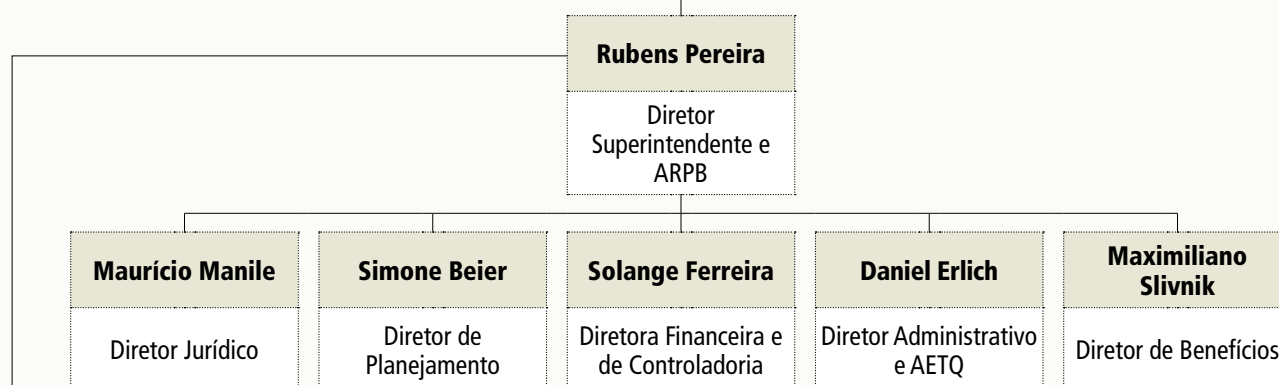 Rubens Pereira
Diretor
Superintendente e
ARPB
Maurício Manile
Diretor Jurídico
Simone Beier
Diretor de
Planejamento
Solange Ferreira
Diretora Financeira e
de Controladoria
Daniel Erlich
Diretor Administrativo
e AETQ
Maximiliano
Slivnik
Diretor de Benefícios